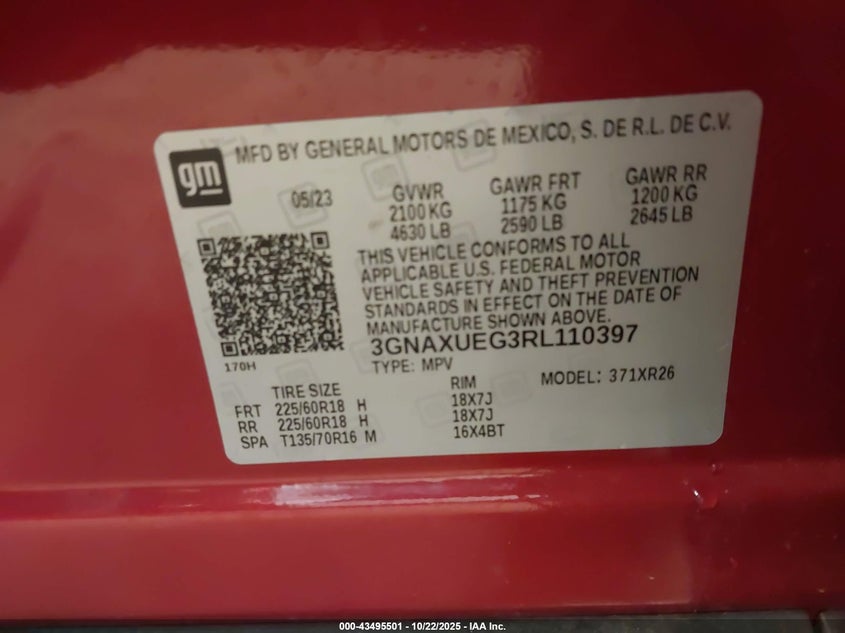 gm
MFD BY GENERAL MOTORS DE MEXICO, S. DE R.L. DE C.V.
05/23 GVWR GAWR FRT GAWR RR
2100 KG 1175 KG 1200 KG
4630 LB 2590 LB 2645 LB
THIS VEHICLE CONFORMS TO ALL
APPLICABLE U.S. FEDERAL MOTOR
VEHICLE SAFETY AND THEFT PREVENTION
STANDARDS IN EFFECT ON THE DATE OF
MANUFACTURE SHOWN ABOVE.
170H
3GNAXUEG3RL110397
TYPE: MPV MODEL: 371XR26
TIRE SIZE RIM
FRT 225/60R18 H 18X7J
RR 225/60R18 H 18X7J
SPA T135/70R16 M 16X4BT
000-43495501 - 10/22/2025 - IAA Inc.